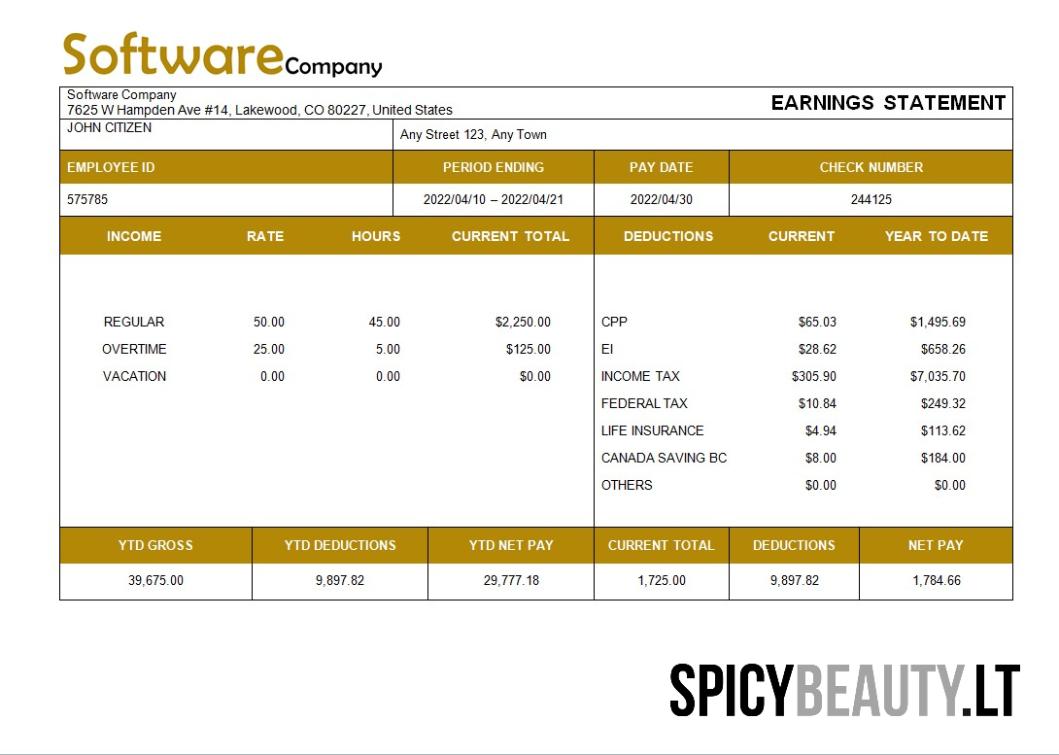 SoftwareCompany
Software Company
7625 W Hampden Ave #14, Lakewood, CO 80227, United States
EARNINGS STATEMENT
JOHN CITIZEN
Any Street 123, Any Town
EMPLOYEE ID PERIOD ENDING PAY DATE CHECK NUMBER
575785 2022/04/10 – 2022/04/21 2022/04/30 244125
INCOME RATE HOURS CURRENT TOTAL DEDUCTIONS CURRENT YEAR TO DATE
REGULAR 50.00 45.00 $2,250.00 CPP $65.03 $1,495.69
OVERTIME 25.00 5.00 $125.00 EI $28.62 $658.26
VACATION 0.00 0.00 $0.00 INCOME TAX $305.90 $7,035.70
FEDERAL TAX $10.84 $249.32
LIFE INSURANCE $4.94 $113.62
CANADA SAVING BC $8.00 $184.00
OTHERS $0.00 $0.00
YTD GROSS YTD DEDUCTIONS YTD NET PAY CURRENT TOTAL DEDUCTIONS NET PAY
39,675.00 9,897.82 29,777.18 1,725.00 9,897.82 1,784.66
SPICYBEAUTY.LT